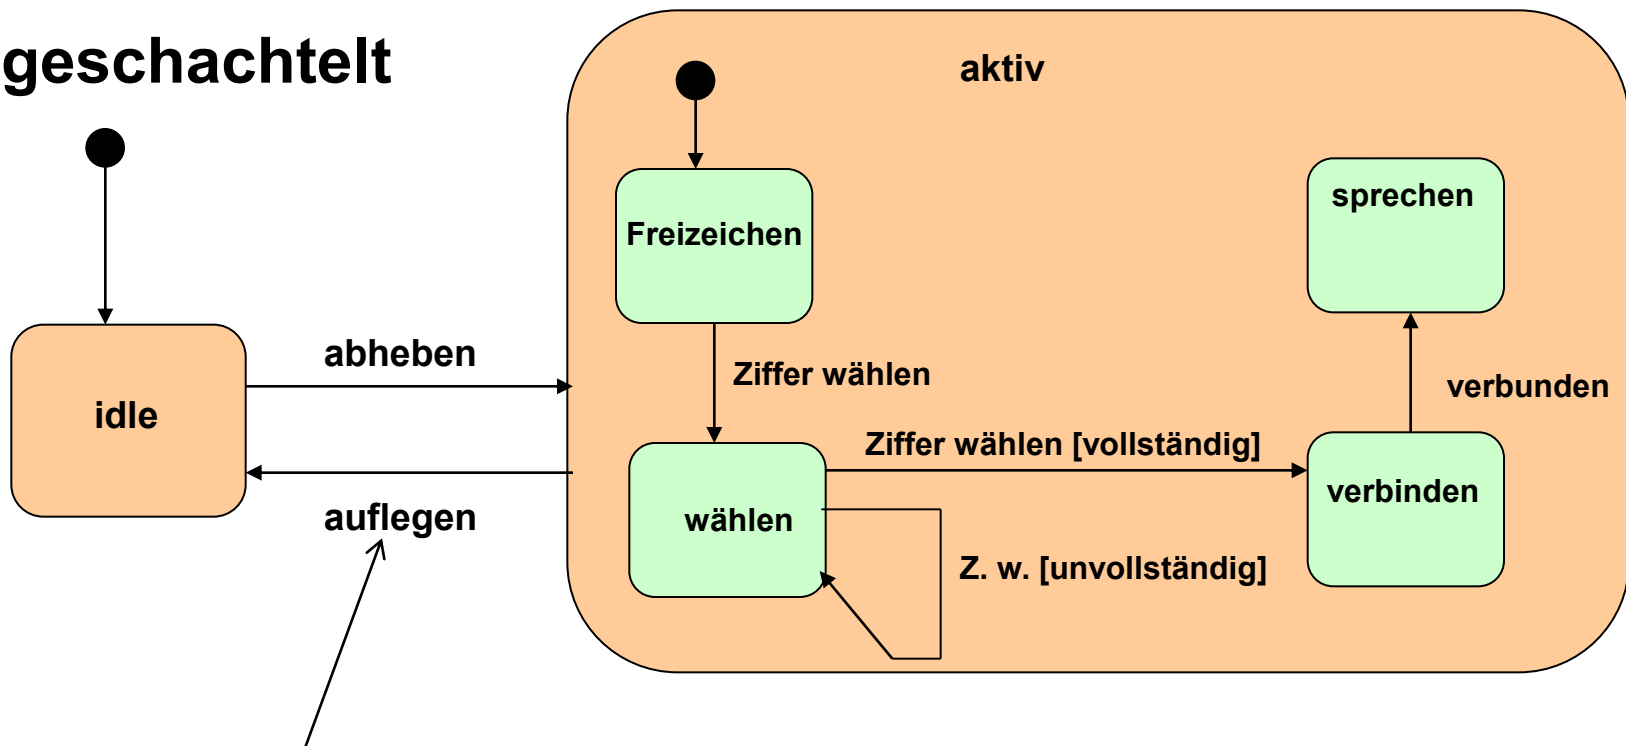 geschachtelt
aktiv
sprechen
Freizeichen
abheben
Ziffer wählen
verbunden
idle
Ziffer wählen [vollständig]
verbinden
auflegen
wählen
Z. w. [unvollständig]